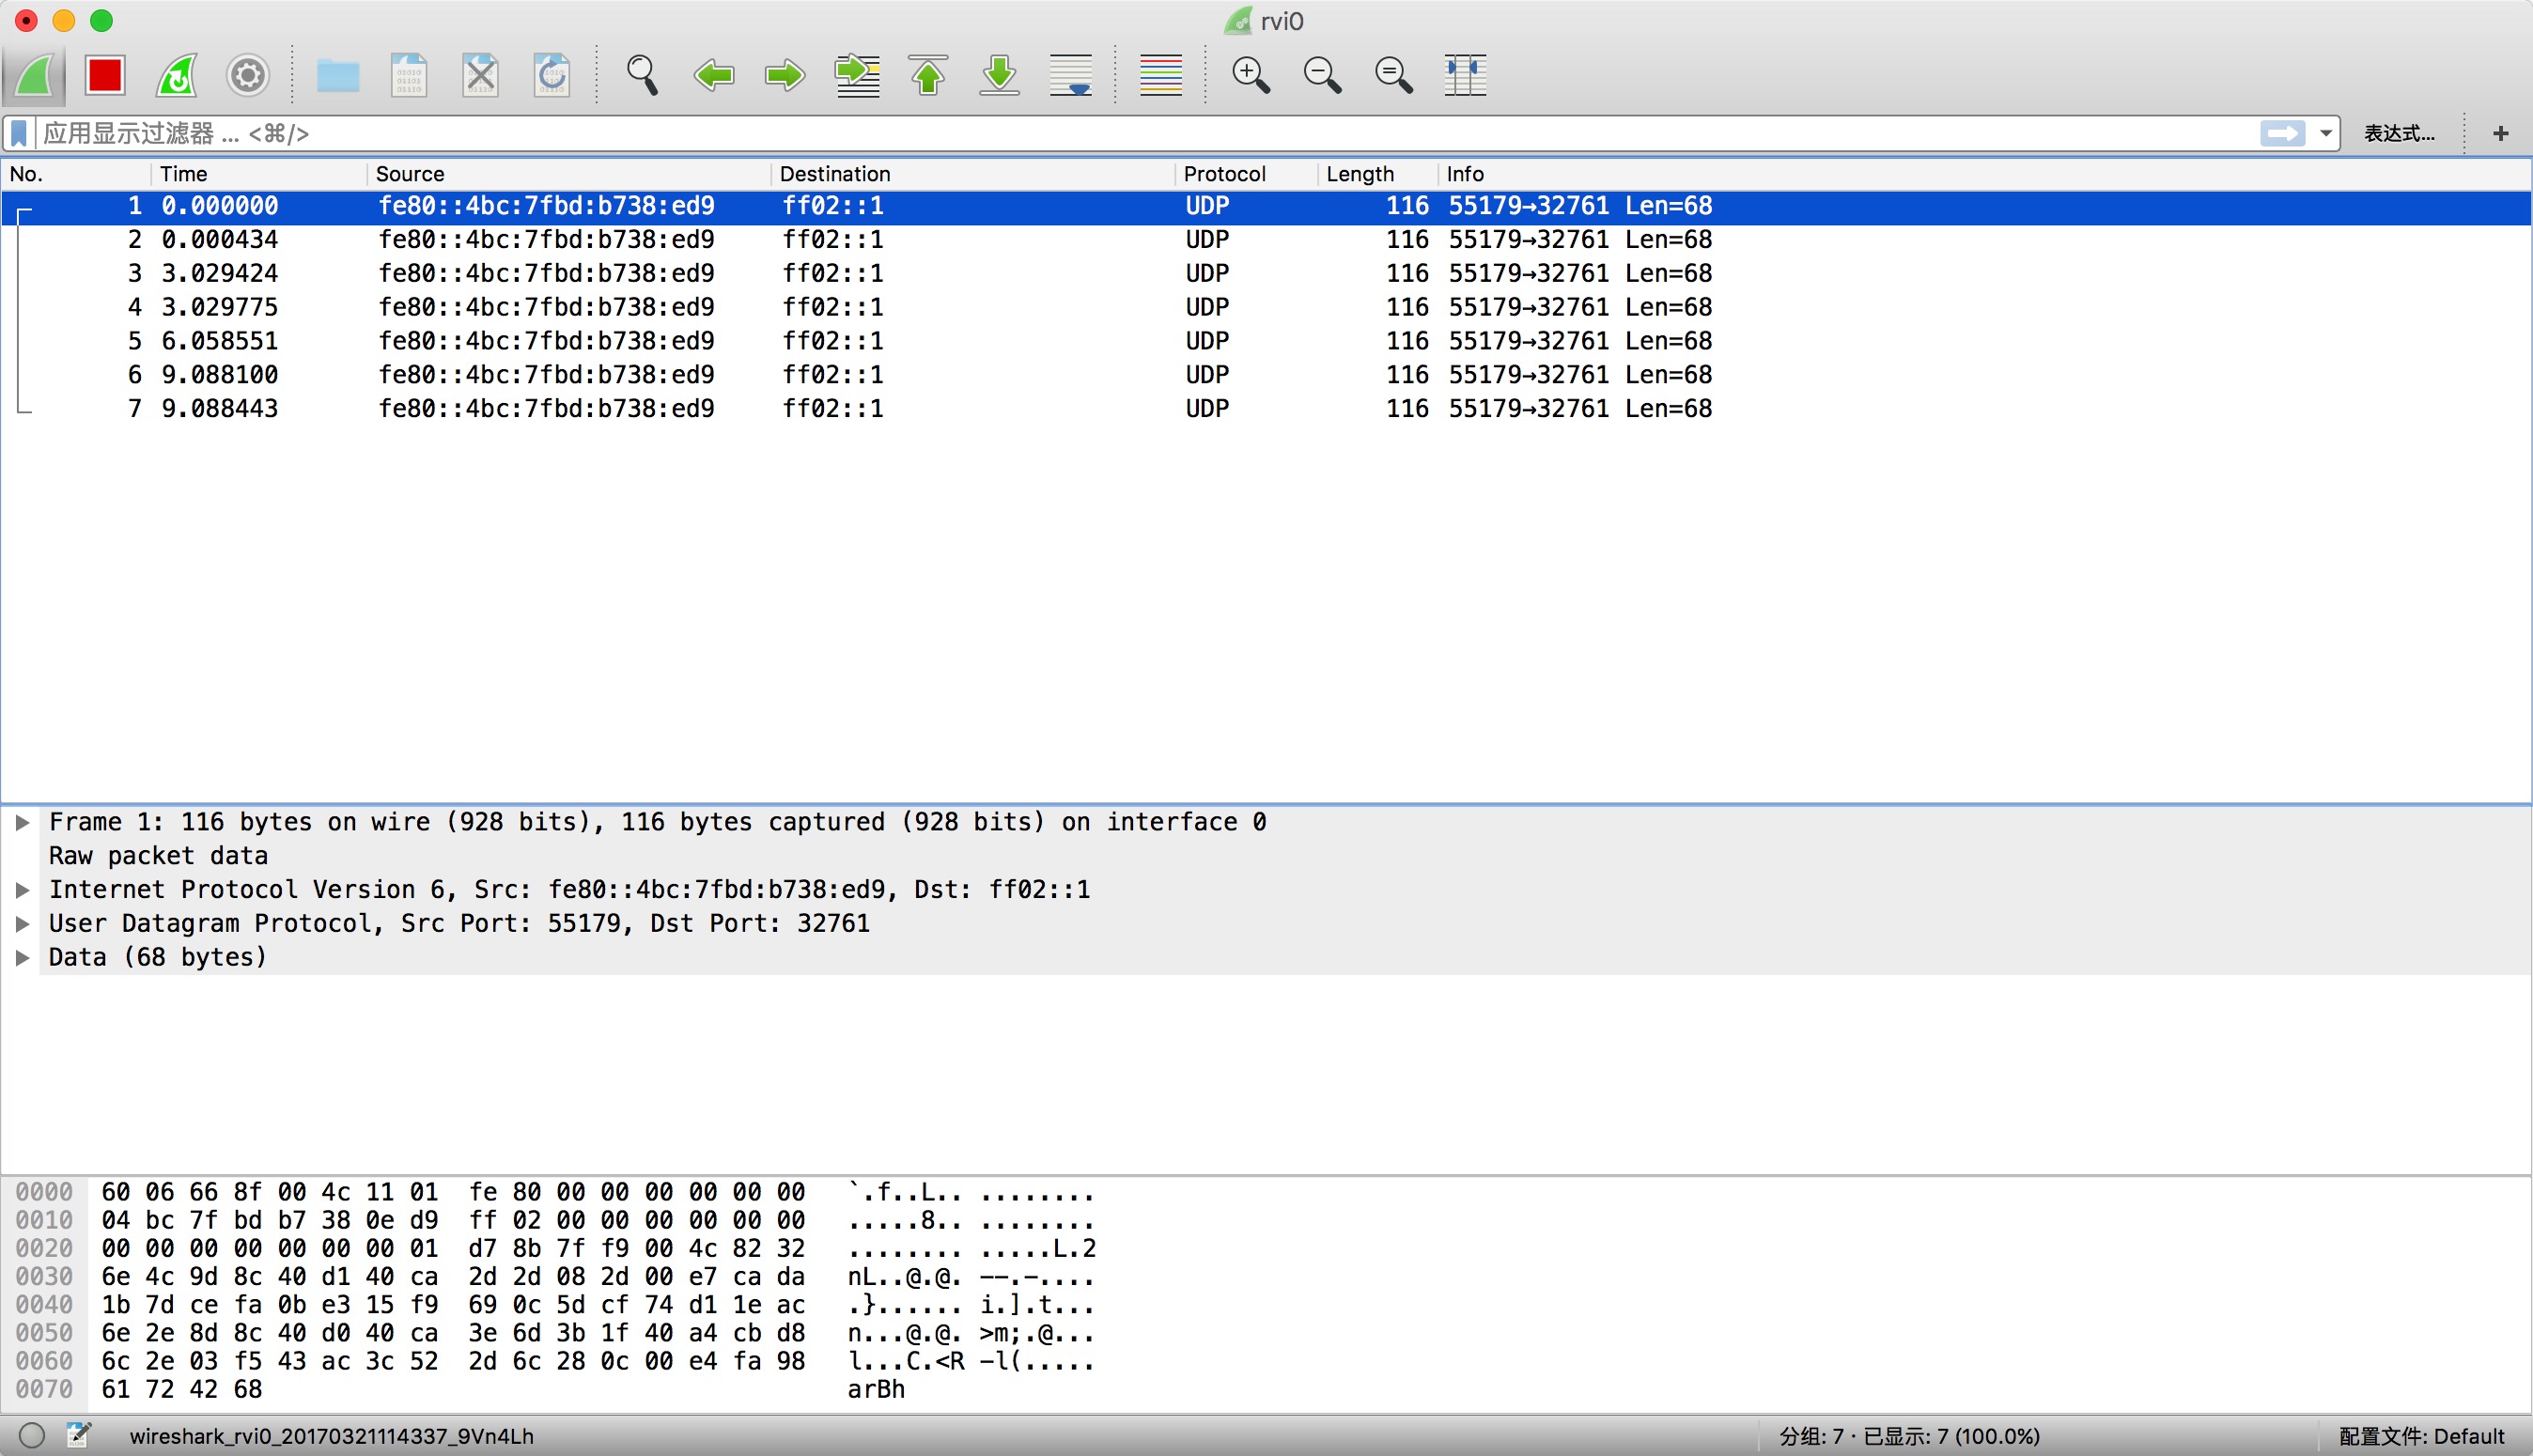 rvi0
应用显示过滤器 ... <⌘/>
表达式... +
No. Time Source Destination Protocol Length Info
1 0.000000 fe80::4bc:7fbd:b738:ed9 ff02::1 UDP 116 55179→32761 Len=68
2 0.000434 fe80::4bc:7fbd:b738:ed9 ff02::1 UDP 116 55179→32761 Len=68
3 3.029424 fe80::4bc:7fbd:b738:ed9 ff02::1 UDP 116 55179→32761 Len=68
4 3.029775 fe80::4bc:7fbd:b738:ed9 ff02::1 UDP 116 55179→32761 Len=68
5 6.058551 fe80::4bc:7fbd:b738:ed9 ff02::1 UDP 116 55179→32761 Len=68
6 9.088100 fe80::4bc:7fbd:b738:ed9 ff02::1 UDP 116 55179→32761 Len=68
7 9.088443 fe80::4bc:7fbd:b738:ed9 ff02::1 UDP 116 55179→32761 Len=68
Frame 1: 116 bytes on wire (928 bits), 116 bytes captured (928 bits) on interface 0
Raw packet data
Internet Protocol Version 6, Src: fe80::4bc:7fbd:b738:ed9, Dst: ff02::1
User Datagram Protocol, Src Port: 55179, Dst Port: 32761
Data (68 bytes)
0000 60 06 66 8f 00 4c 11 01 fe 80 00 00 00 00 00 00 `.f..L.. ........
0010 04 bc 7f bd b7 38 0e d9 ff 02 00 00 00 00 00 00 .....8.. ........
0020 00 00 00 00 00 00 00 01 d7 8b 7f f9 00 4c 82 32 ........ .....L.2
0030 6e 4c 9d 8c 40 d1 40 ca 2d 2d 08 2d 00 e7 ca da nL..@.@. --.-....
0040 1b 7d ce fa 0b e3 15 f9 69 0c 5d cf 74 d1 1e ac .}...... i.].t...
0050 6e 2e 8d 8c 40 d0 40 ca 3e 6d 3b 1f 40 a4 cb d8 n...@.@. >m;.@...
0060 6c 2e 03 f5 43 ac 3c 52 2d 6c 28 0c 00 e4 fa 98 l...C.<R -l(.....
0070 61 72 42 68 arBh
wireshark_rvi0_20170321114337_9Vn4Lh
分组: 7 · 已显示: 7 (100.0%)
配置文件: Default